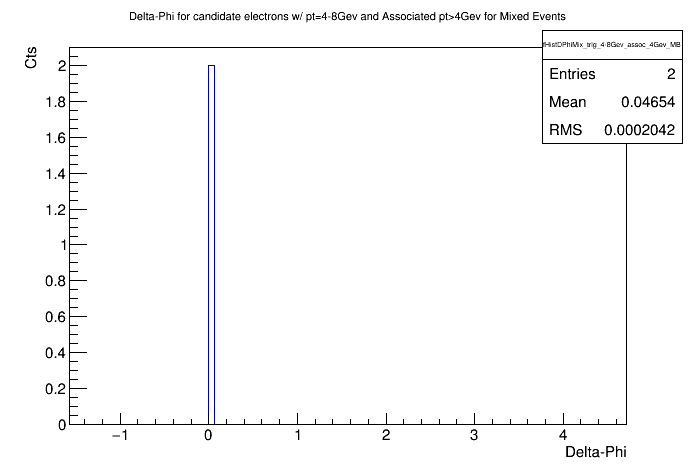 Delta-Phi for candidate electrons w/ pt=4-8Gev and Associated pt>4Gev for Mixed Events
fHistDPhiMix_trig_4-8Gev_assoc_4Gev_MB
Entries 2
Mean 0.04654
RMS 0.0002042
Cts
2
1.8
1.6
1.4
1.2
1
0.8
0.6
0.4
0.2
0
−1 0 1 2 3 4
Delta-Phi